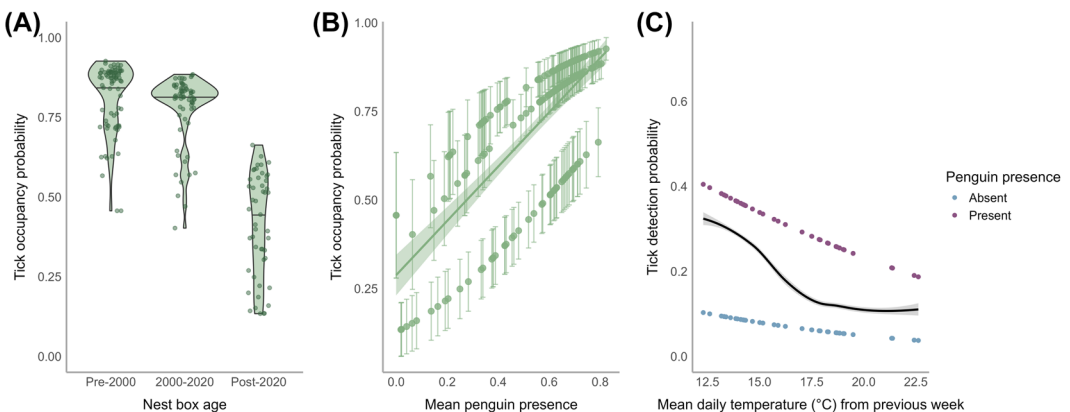 (A)
1.00
0.75
0.50
0.25
0.00
Tick occupancy probability
Pre-2000 2000-2020 Post-2020
Nest box age
(B)
1.00
0.75
0.50
0.25
Tick occupancy probability
0.0 0.2 0.4 0.6 0.8
Mean penguin presence
(C)
0.6
0.4
0.2
0.0
Tick detection probability
12.5 15.0 17.5 20.0 22.5
Mean daily temperature (°C) from previous week
Penguin presence
Absent
Present